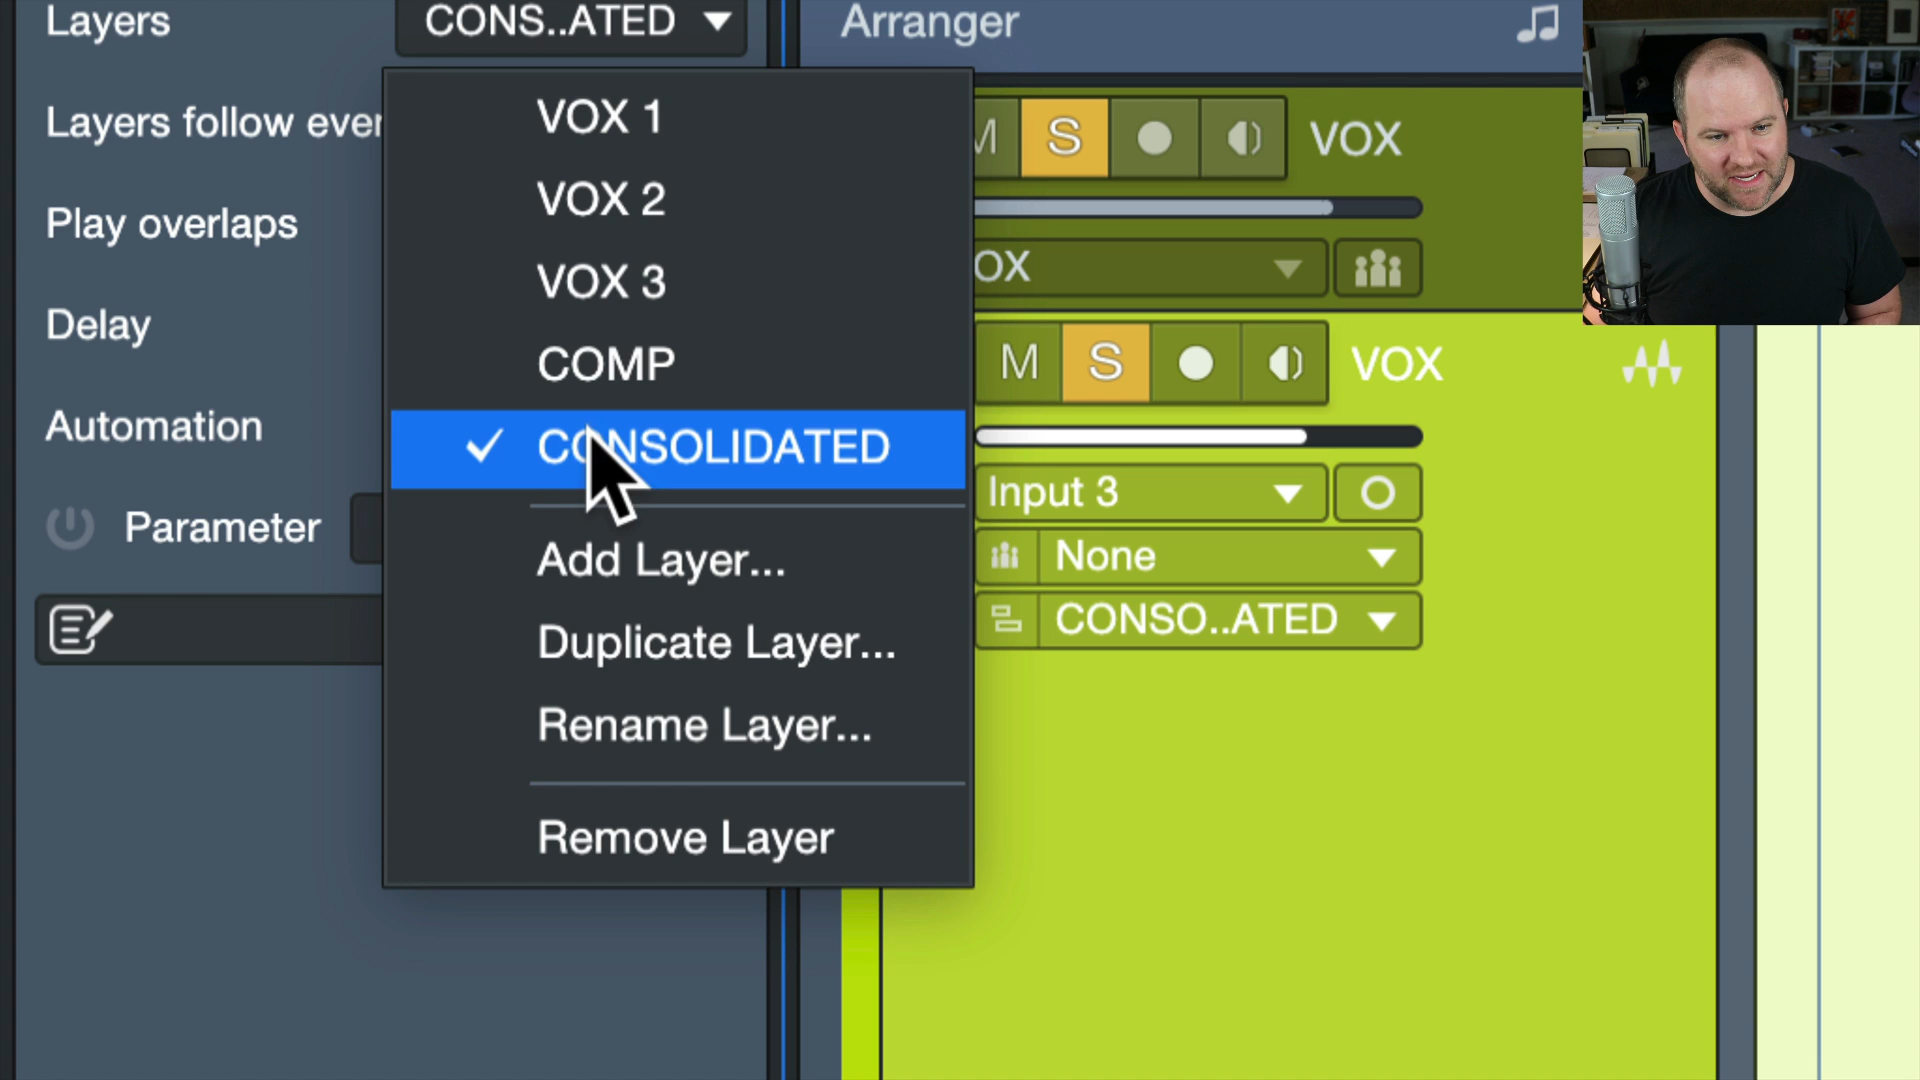 Layers
CONS..ATED
Arranger
Layers follow ever
Play overlaps
Delay
Automation
Parameter
VOX 1
VOX 2
VOX 3
COMP
CONSOLIDATED
Add Layer...
Duplicate Layer...
Rename Layer...
Remove Layer
M S VOX
OX
M S VOX
Input 3
None
CONSO..ATED